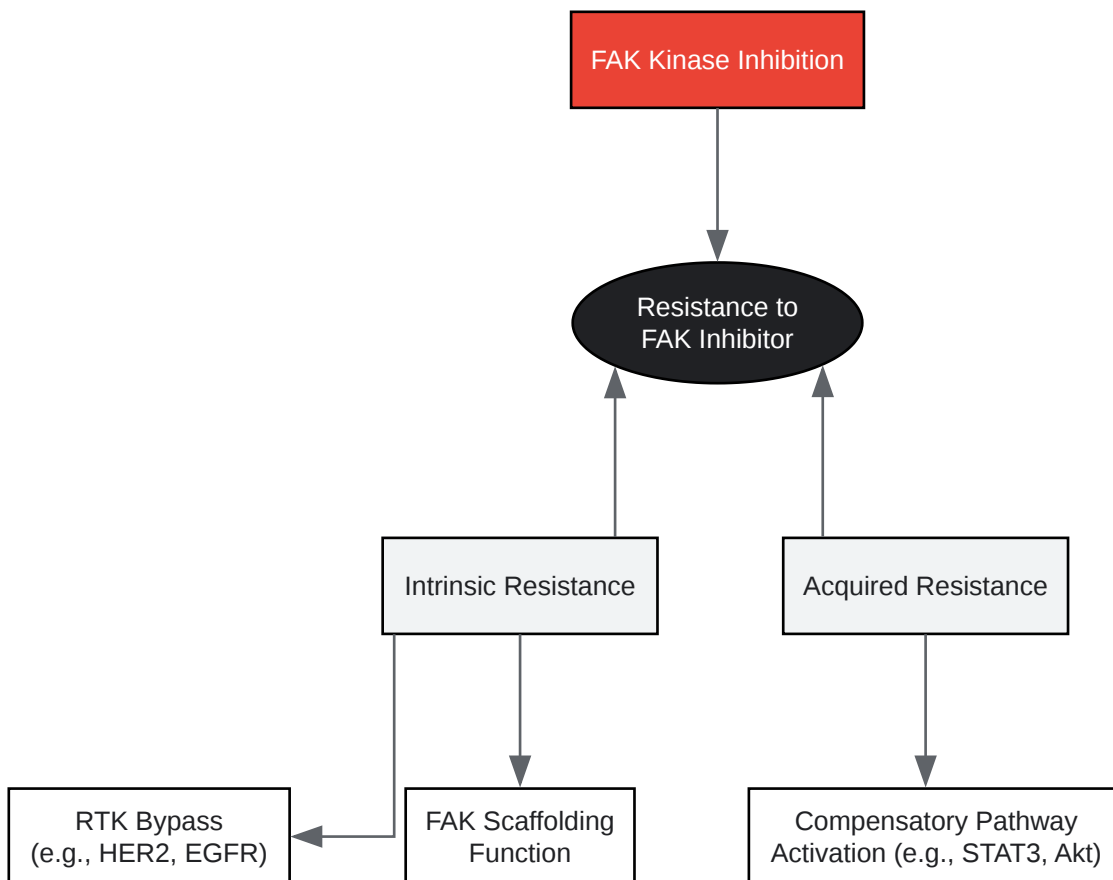 FAK Kinase Inhibition
Resistance to
FAK Inhibitor
Intrinsic Resistance
Acquired Resistance
RTK Bypass
(e.g., HER2, EGFR)
FAK Scaffolding
Function
Compensatory Pathway
Activation (e.g., STAT3, Akt)